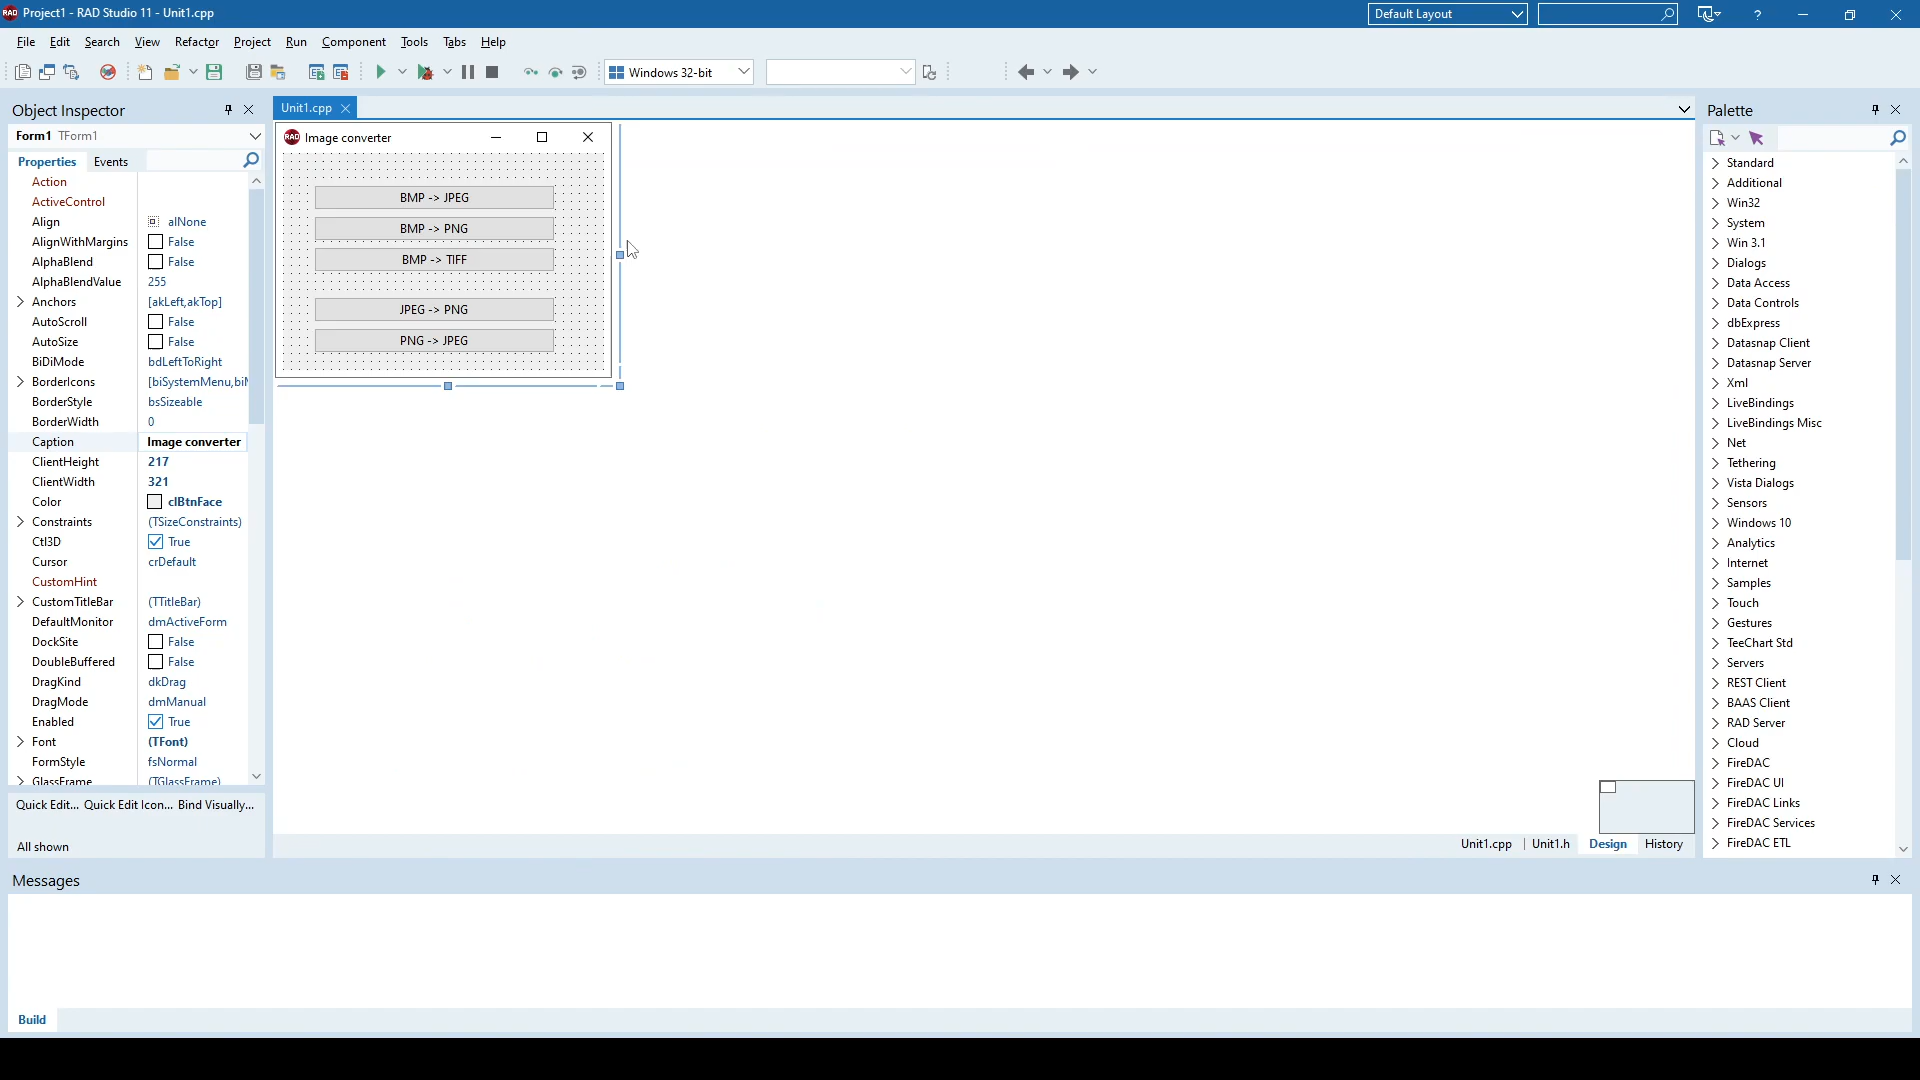 RAD Project1 - RAD Studio 11 - Unit1.cpp
Default Layout
?
File Edit Search View Refactor Project Run Component Tools Tabs Help
Windows 32-bit
Object Inspector
Form1 TForm1
Properties Events
Action
ActiveControl
Align alNone
AlignWithMargins False
AlphaBlend False
AlphaBlendValue 255
Anchors [akLeft,akTop]
AutoScroll False
AutoSize False
BiDiMode bdLeftToRight
BorderIcons [biSystemMenu,biM
BorderStyle bsSizeable
BorderWidth 0
Caption Image converter
ClientHeight 217
ClientWidth 321
Color clBtnFace
Constraints (TSizeConstraints)
Ctl3D True
Cursor crDefault
CustomHint
CustomTitleBar (TTitleBar)
DefaultMonitor dmActiveForm
DockSite False
DoubleBuffered False
DragKind dkDrag
DragMode dmManual
Enabled True
Font (TFont)
FormStyle fsNormal
GlassFrame (TGlassFrame)
Quick Edit... Quick Edit Icon... Bind Visually...
All shown
Unit1.cpp
RAD Image converter
BMP -> JPEG
BMP -> PNG
BMP -> TIFF
JPEG -> PNG
PNG -> JPEG
Unit1.cpp Unit1.h Design History
Palette
Standard
Additional
Win32
System
Win 3.1
Dialogs
Data Access
Data Controls
dbExpress
Datasnap Client
Datasnap Server
Xml
LiveBindings
LiveBindings Misc
Net
Tethering
Vista Dialogs
Sensors
Windows 10
Analytics
Internet
Samples
Touch
Gestures
TeeChart Std
Servers
REST Client
BAAS Client
RAD Server
Cloud
FireDAC
FireDAC UI
FireDAC Links
FireDAC Services
FireDAC ETL
Messages
Build